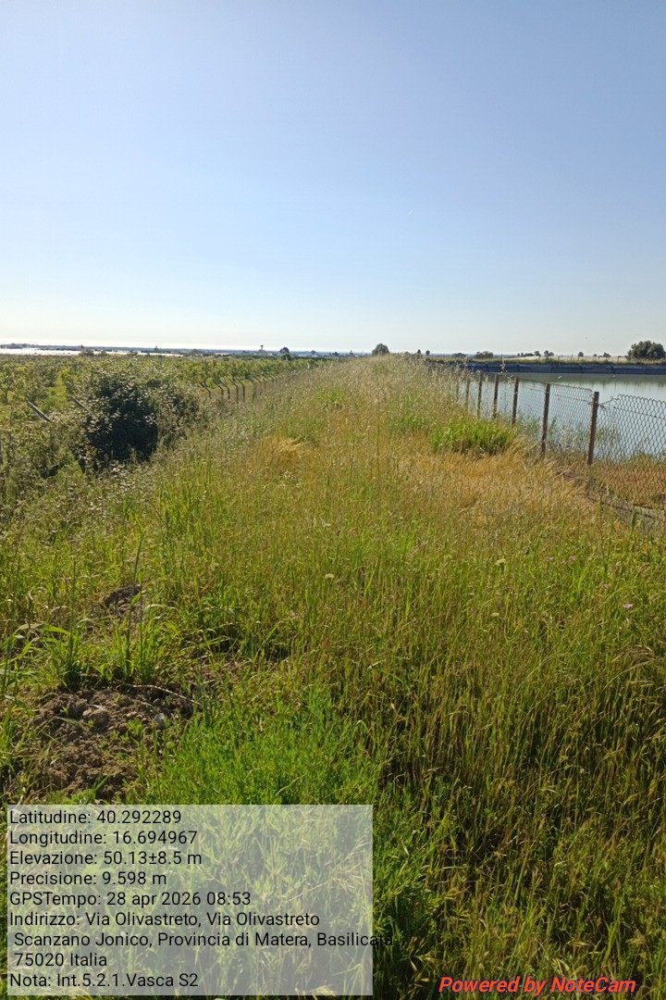 Latitudine: 40.292289
Longitudine: 16.694967
Elevazione: 50.13±8.5 m
Precisione: 9.598 m
GPSTempo: 28 apr 2026 08:53
Indirizzo: Via Olivastreto, Via Olivastreto
Scanzano Jonico, Provincia di Matera, Basilicata
75020 Italia
Nota: Int.5.2.1.Vasca S2
Powered by NoteCam